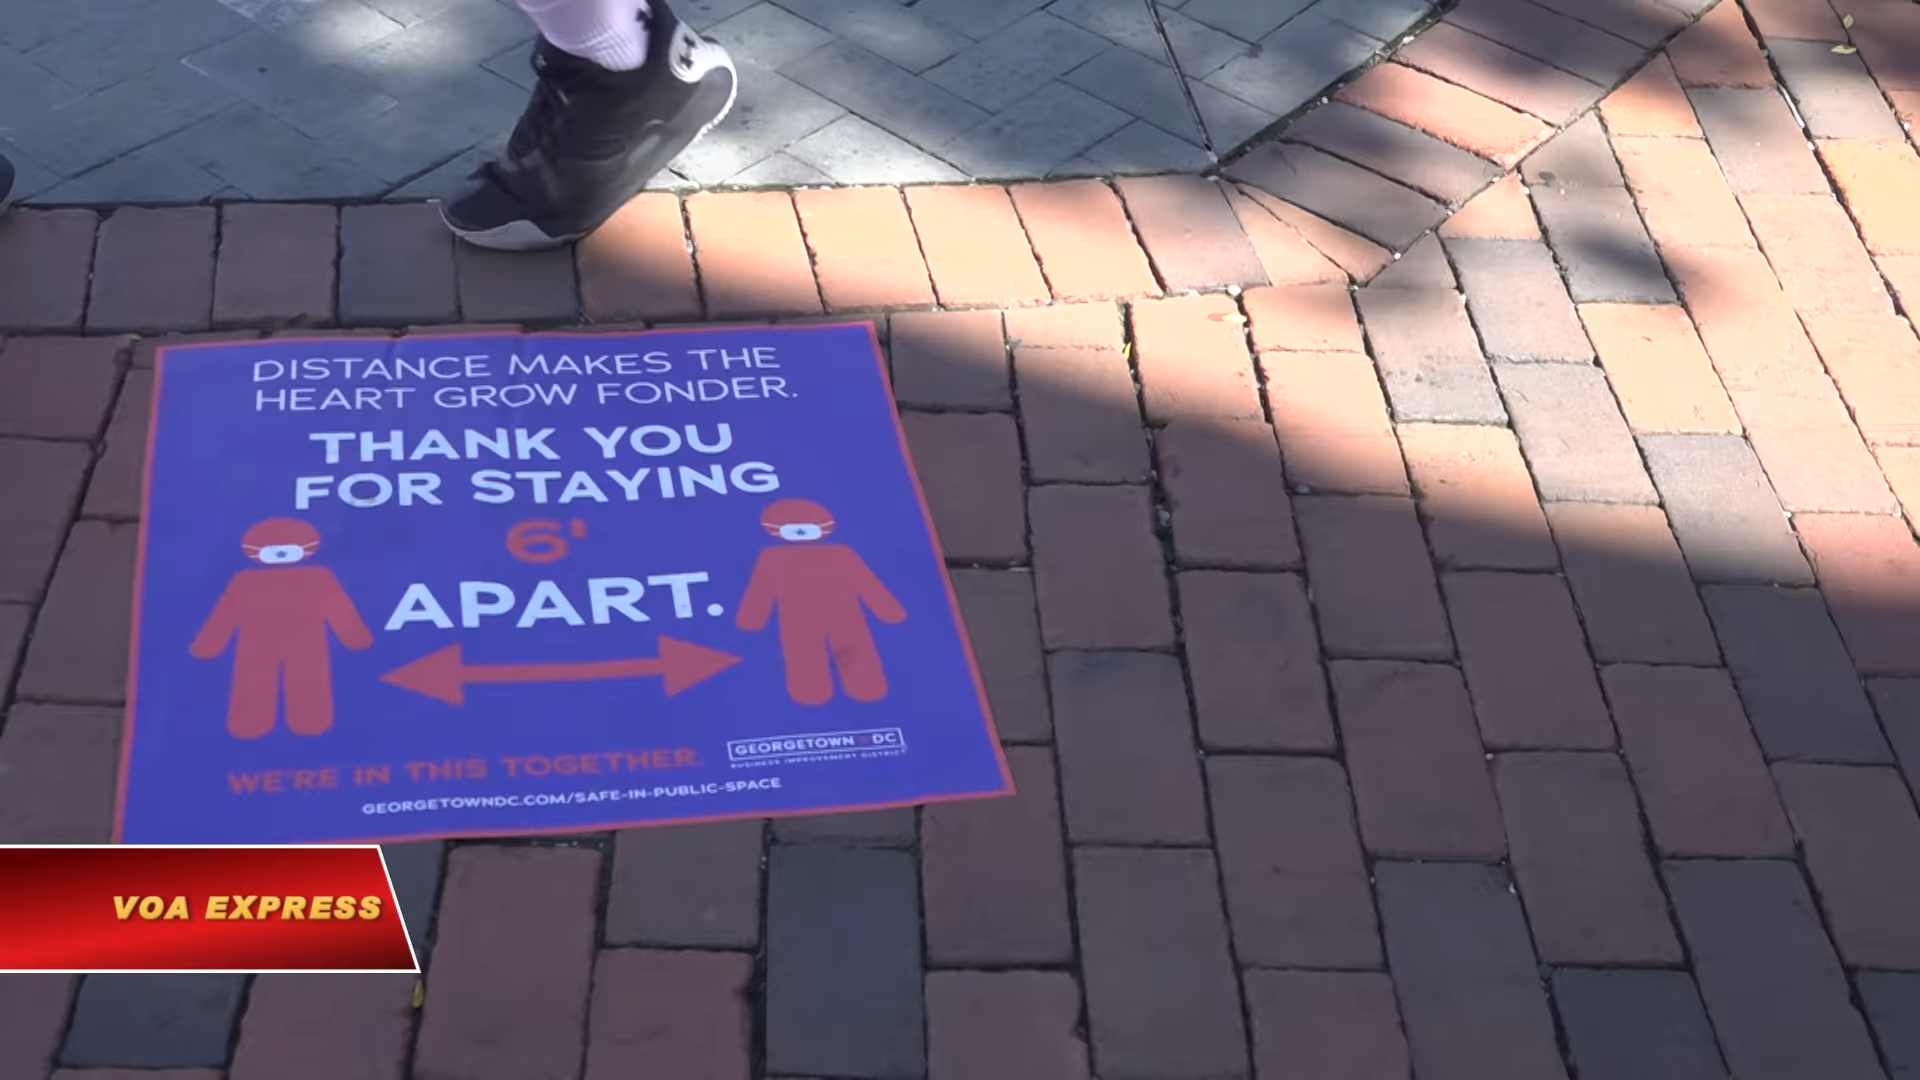 DISTANCE MAKES THE
HEART GROW FONDER.
THANK YOU
FOR STAYING
6'
APART.
WE'RE IN THIS TOGETHER.
GEORGETOWN DC
BUSINESS IMPROVEMENT DISTRICT
GEORGETOWNDC.COM/SAFE-IN-PUBLIC-SPACE
VOA EXPRESS